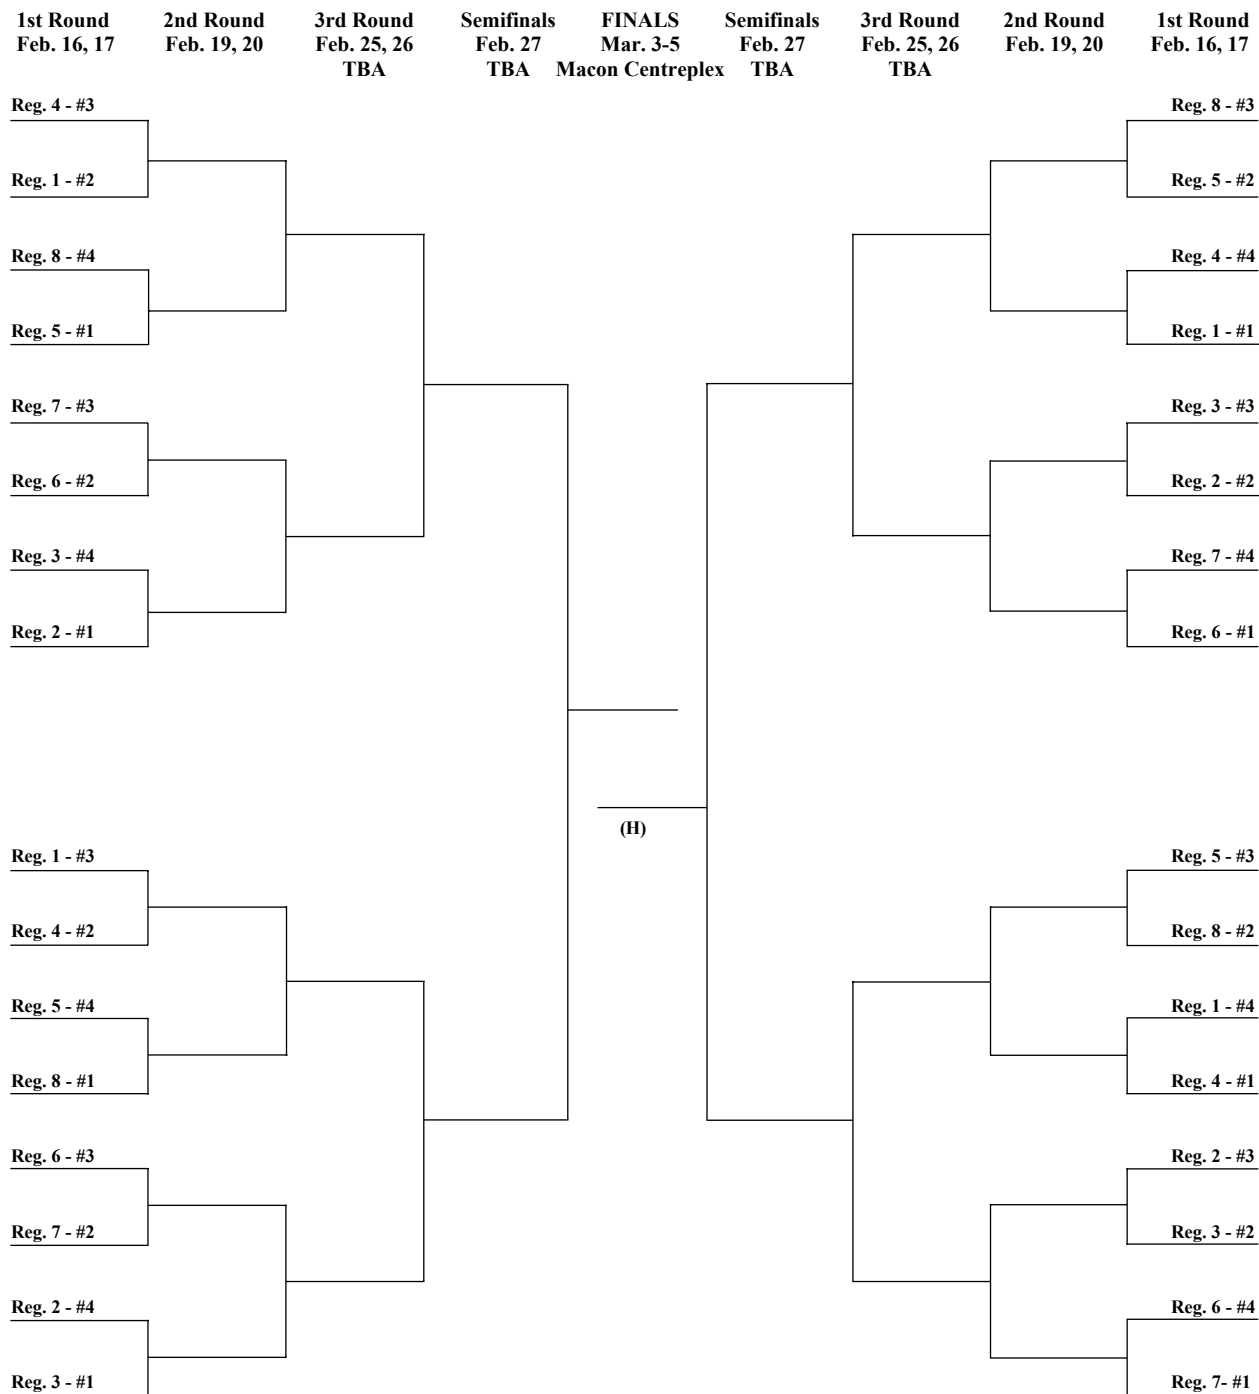 1st Round 2nd Round 3rd Round Semifinals FINALS Semifinals 3rd Round 2nd Round 1st Round
Feb. 16, 17 Feb. 19, 20 Feb. 25, 26 Feb. 27 Mar. 3-5 Feb. 27 Feb. 25, 26 Feb. 19, 20 Feb. 16, 17
TBA TBA Macon Centreplex TBA TBA
Reg. 4 - #3 Reg. 8 - #3
Reg. 1 - #2 Reg. 5 - #2
Reg. 8 - #4 Reg. 4 - #4
Reg. 5 - #1 Reg. 1 - #1
Reg. 7 - #3 Reg. 3 - #3
Reg. 6 - #2 Reg. 2 - #2
Reg. 3 - #4 Reg. 7 - #4
Reg. 2 - #1 Reg. 6 - #1
(H)
Reg. 1 - #3 Reg. 5 - #3
Reg. 4 - #2 Reg. 8 - #2
Reg. 5 - #4 Reg. 1 - #4
Reg. 8 - #1 Reg. 4 - #1
Reg. 6 - #3 Reg. 2 - #3
Reg. 7 - #2 Reg. 3 - #2
Reg. 2 - #4 Reg. 6 - #4
Reg. 3 - #1 Reg. 7- #1